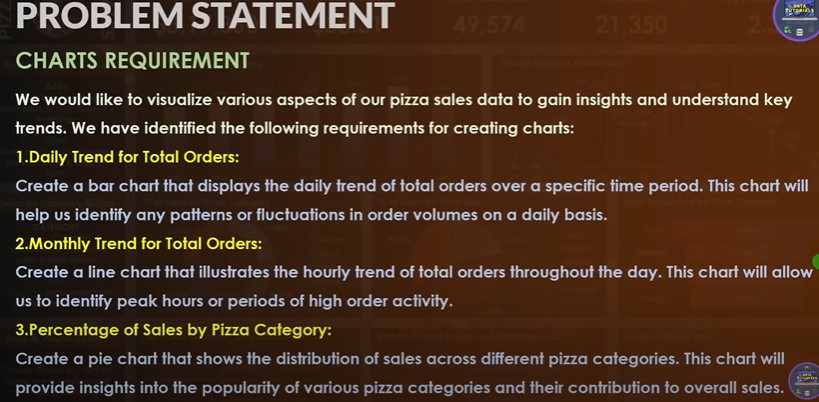 PROBLEM STATEMENT
49,574 21,350
CHARTS REQUIREMENT
We would like to visualize various aspects of our pizza sales data to gain insights and understand key
trends. We have identified the following requirements for creating charts:
1.Daily Trend for Total Orders:
Create a bar chart that displays the daily trend of total orders over a specific time period. This chart will
help us identify any patterns or fluctuations in order volumes on a daily basis.
2.Monthly Trend for Total Orders:
Create a line chart that illustrates the hourly trend of total orders throughout the day. This chart will allow
us to identify peak hours or periods of high order activity.
3.Percentage of Sales by Pizza Category:
Create a pie chart that shows the distribution of sales across different pizza categories. This chart will
provide insights into the popularity of various pizza categories and their contribution to overall sales.